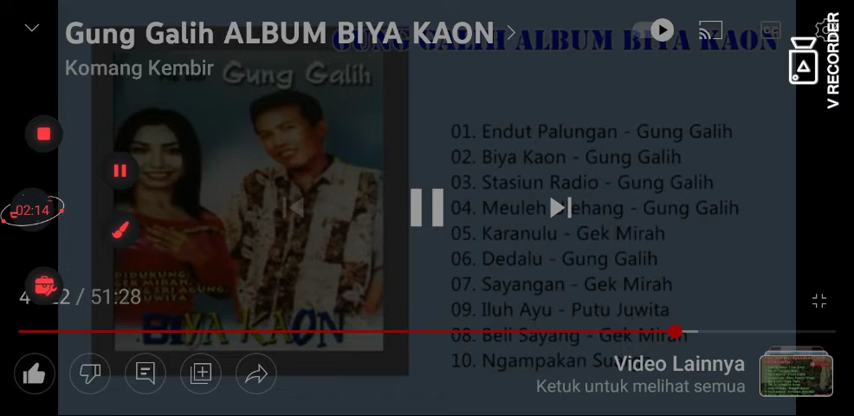 Gung Galih ALBUM BIYA KAON
GUNG GALIH ALBUM BIYA KAON
Komang Kembir
Gung Galih
V RECORDER
01. Endut Palungan - Gung Galih
02. Biya Kaon - Gung Galih
03. Stasiun Radio - Gung Galih
04. Meuleh - Gung Galih
05. Karanulu - Gek Mirah
06. Dedalu - Gung Galih
07. Sayangan - Gek Mirah
09. Iluh Ayu - Putu Juwita
08. Beli Sayang - Gek Mirah
10. Ngampakan
02:14
/ 51:28
DIDUKUNG
GEK MIRAH
BIYA KAON
Video Lainnya
Ketuk untuk melihat semua